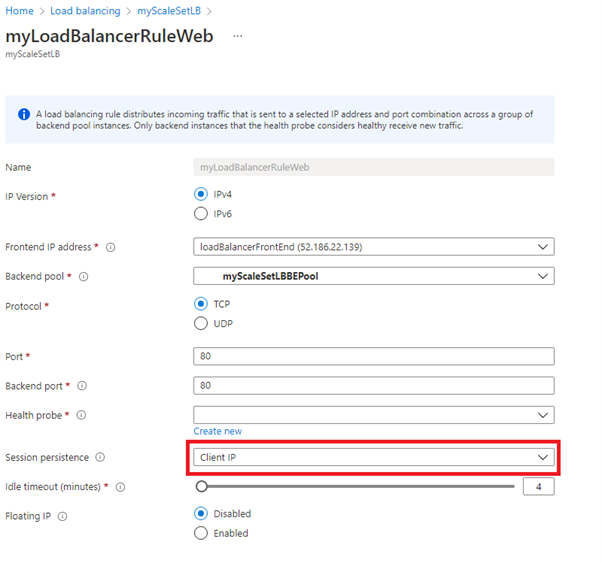 Home > Load balancing > myScaleSetLB >
myLoadBalancerRuleWeb ...
myScaleSetLB
A load balancing rule distributes incoming traffic that is sent to a selected IP address and port combination across a group of
backend pool instances. Only backend instances that the health probe considers healthy receive new traffic.
Name myLoadBalancerRuleWeb
IP Version * IPv4
IPv6
Frontend IP address * loadBalancerFrontEnd (52.186.22.139)
Backend pool * myScaleSetLBBEPool
Protocol * TCP
UDP
Port * 80
Backend port * 80
Health probe *
Create new
Session persistence Client IP
Idle timeout (minutes) * 4
Floating IP Disabled
Enabled